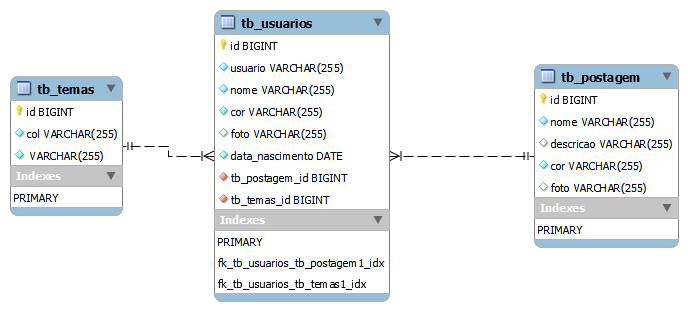 tb_temas
id BIGINT
col VARCHAR(255)
VARCHAR(255)
Indexes
PRIMARY
tb_usuarios
id BIGINT
usuario VARCHAR(255)
nome VARCHAR(255)
cor VARCHAR(255)
foto VARCHAR(255)
data_nascimento DATE
tb_postagem_id BIGINT
tb_temas_id BIGINT
Indexes
PRIMARY
fk_tb_usuarios_tb_postagem1_idx
fk_tb_usuarios_tb_temas1_idx
tb_postagem
id BIGINT
nome VARCHAR(255)
descricao VARCHAR(255)
cor VARCHAR(255)
foto VARCHAR(255)
Indexes
PRIMARY